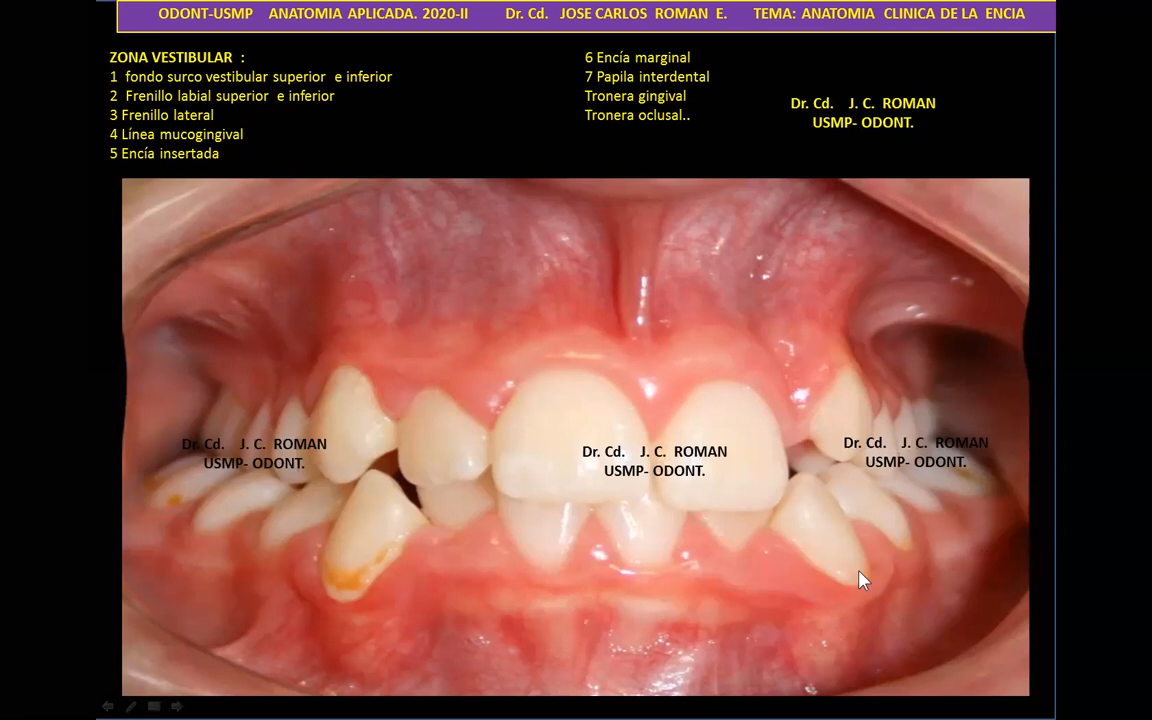 ODONT-USMP ANATOMIA APLICADA. 2020-II Dr. Cd. JOSE CARLOS ROMAN E. TEMA: ANATOMIA CLINICA DE LA ENCIA
ZONA VESTIBULAR :
1 fondo surco vestibular superior e inferior
2 Frenillo labial superior e inferior
3 Frenillo lateral
4 Línea mucogingival
5 Encía insertada
6 Encía marginal
7 Papila interdental
Tronera gingival
Tronera oclusal..
Dr. Cd. J. C. ROMAN
USMP- ODONT.
Dr. Cd. J. C. ROMAN
USMP- ODONT.
Dr. Cd. J. C. ROMAN
USMP- ODONT.
Dr. Cd. J. C. ROMAN
USMP- ODONT.